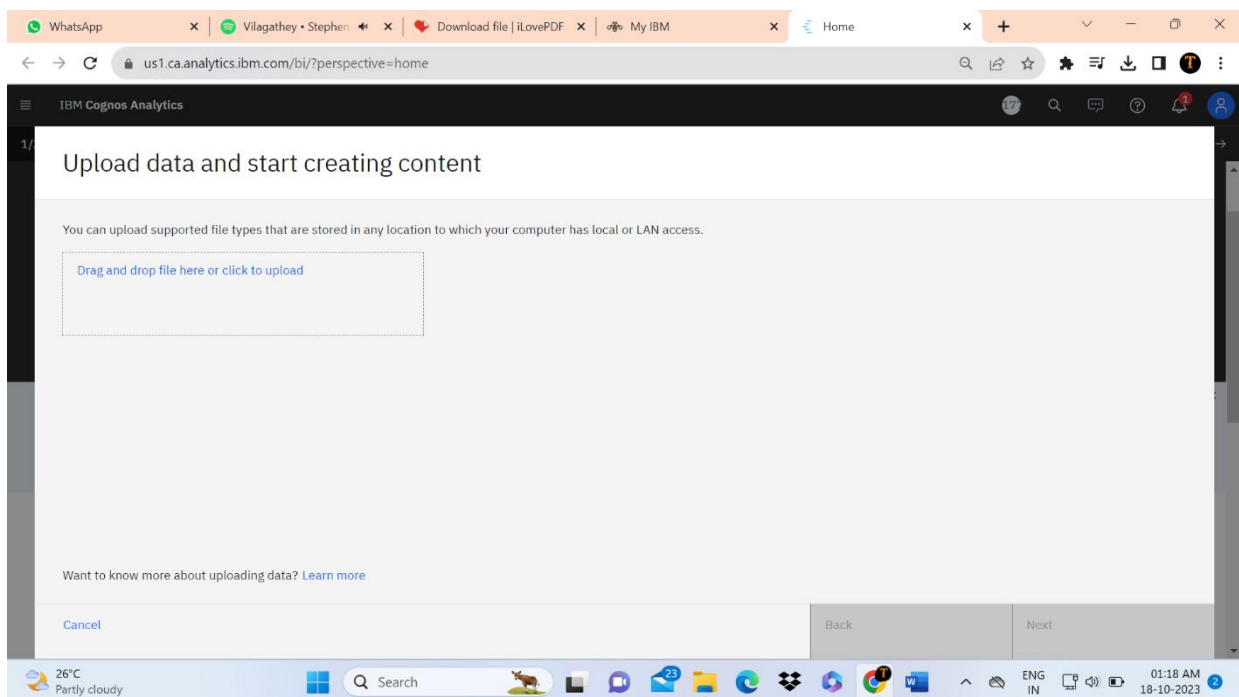 WhatsApp
Vilagathey • Stephen
Download file | iLovePDF
My IBM
Home
us1.ca.analytics.ibm.com/bi/?perspective=home
IBM Cognos Analytics
1/
Upload data and start creating content
You can upload supported file types that are stored in any location to which your computer has local or LAN access.
Drag and drop file here or click to upload
Want to know more about uploading data? Learn more
Cancel
Back
Next
26°C
Partly cloudy
Search
23
ENG
IN
01:18 AM
18-10-2023
2